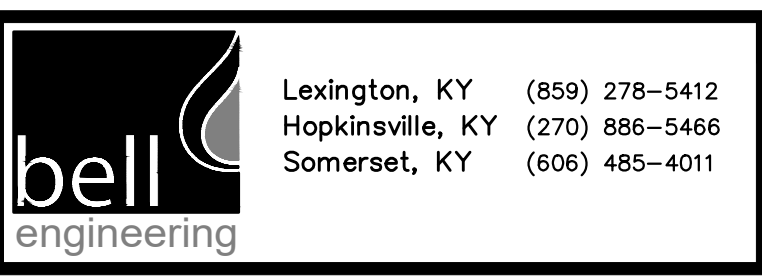 bell
engineering
Lexington, KY (859) 278-5412
Hopkinsville, KY (270) 886-5466
Somerset, KY (606) 485-4011